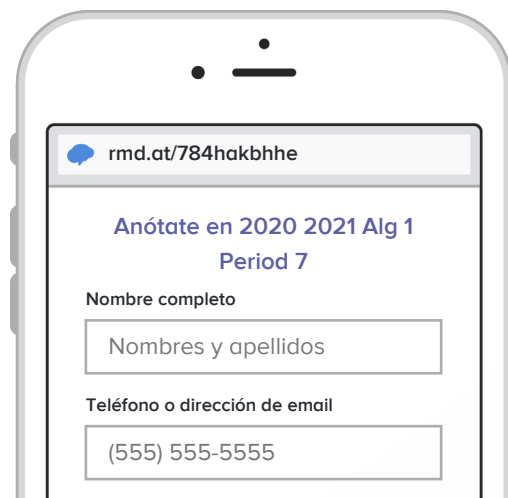 rmd.at/784hakbhhe
Anótate en 2020 2021 Alg 1
Period 7
Nombre completo
Nombres y apellidos
Teléfono o dirección de email
(555) 555-5555